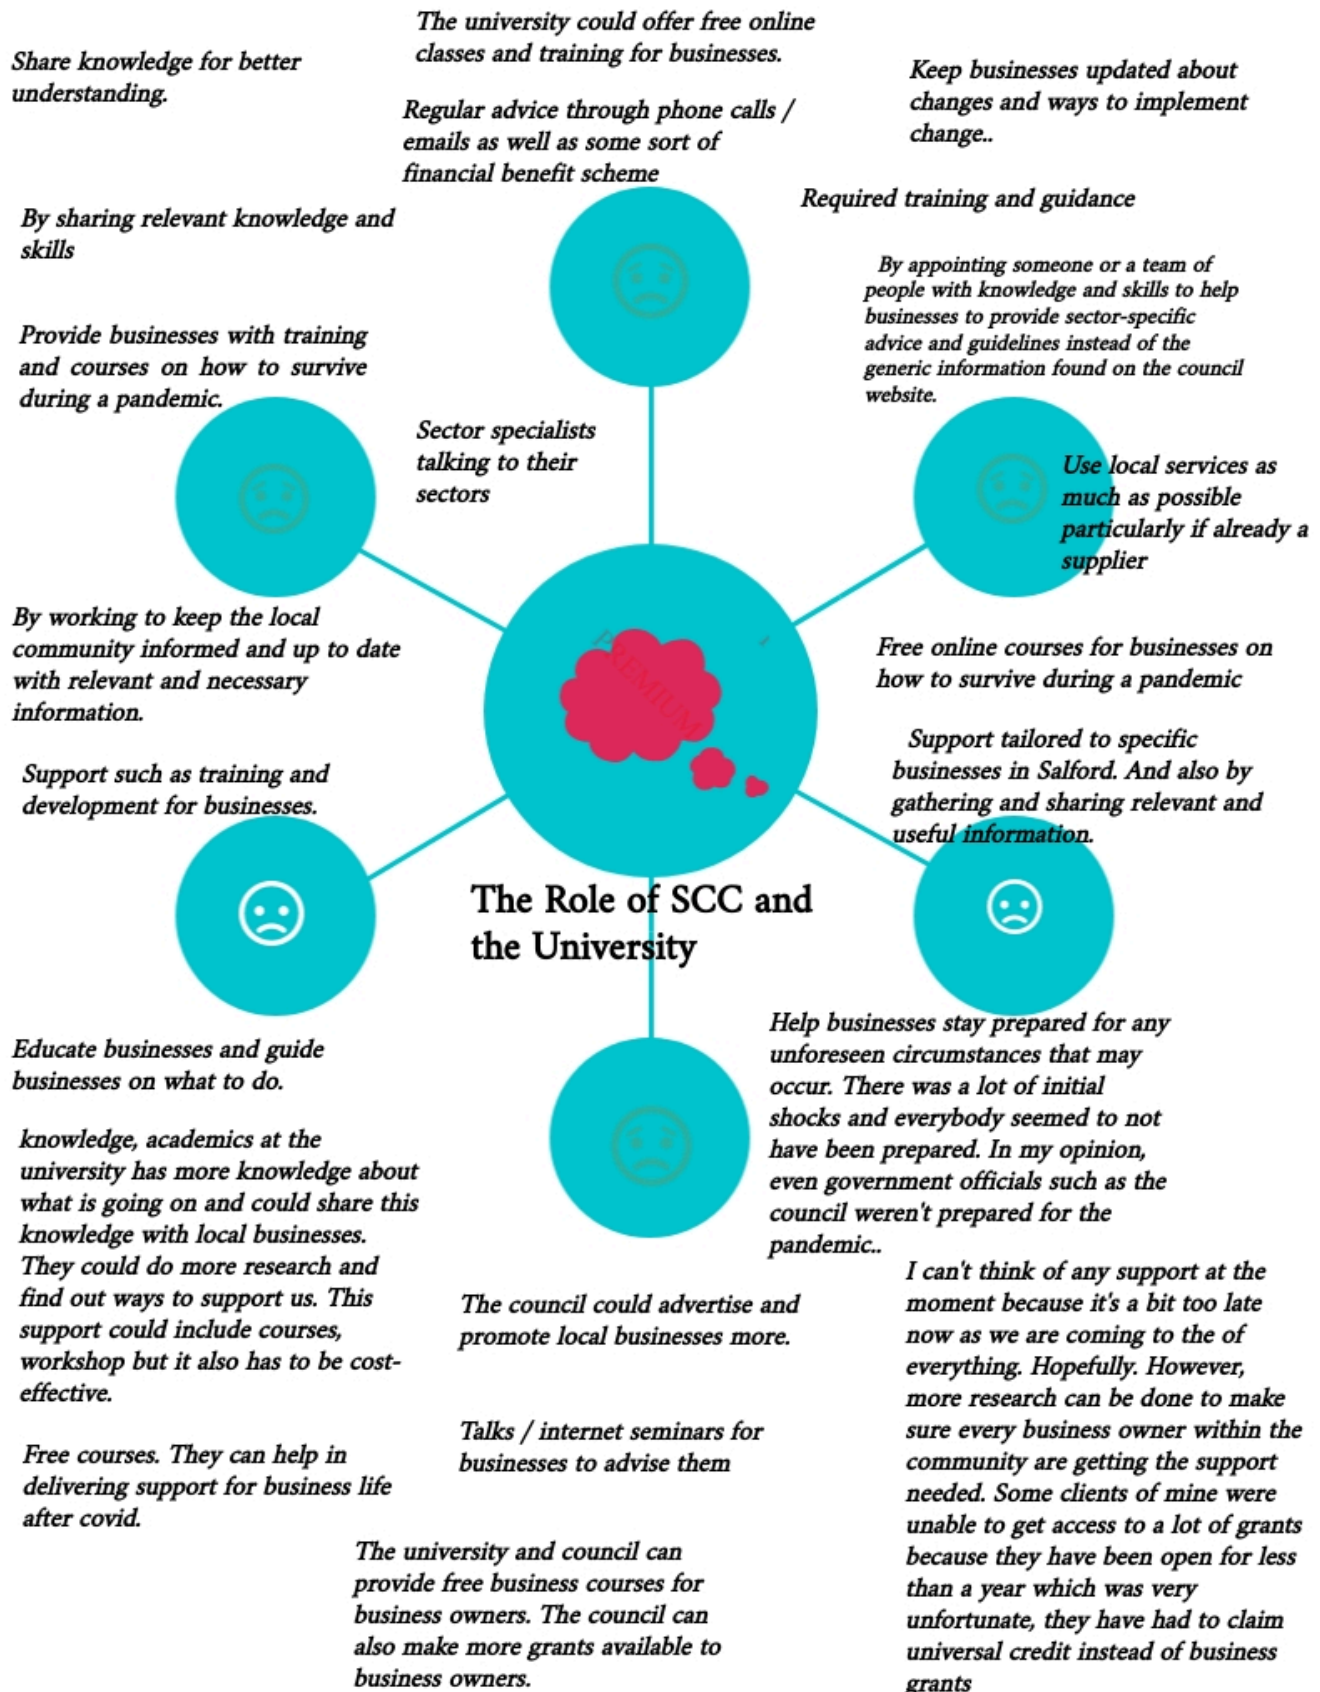 The university could offer free online
classes and training for businesses.
Share knowledge for better
understanding.
Keep businesses updated about
changes and ways to implement
change..
Regular advice through phone calls /
emails as well as some sort of
financial benefit scheme
Required training and guidance
By sharing relevant knowledge and
skills
By appointing someone or a team of
people with knowledge and skills to help
businesses to provide sector-specific
advice and guidelines instead of the
generic information found on the council
website.
Provide businesses with training
and courses on how to survive
during a pandemic.
Sector specialists
talking to their
sectors
Use local services as
much as possible
particularly if already a
supplier
By working to keep the local
community informed and up to date
with relevant and necessary
information.
PREMIUM
Free online courses for businesses on
how to survive during a pandemic
Support tailored to specific
businesses in Salford. And also by
gathering and sharing relevant and
useful information.
Support such as training and
development for businesses.
The Role of SCC and
the University
Help businesses stay prepared for any
unforeseen circumstances that may
occur. There was a lot of initial
shocks and everybody seemed to not
have been prepared. In my opinion,
even government officials such as the
council weren't prepared for the
pandemic..
Educate businesses and guide
businesses on what to do.
knowledge, academics at the
university has more knowledge about
what is going on and could share this
knowledge with local businesses.
They could do more research and
find out ways to support us. This
support could include courses,
workshop but it also has to be cost-
effective.
The council could advertise and
promote local businesses more.
I can't think of any support at the
moment because it's a bit too late
now as we are coming to the of
everything. Hopefully. However,
more research can be done to make
sure every business owner within the
community are getting the support
needed. Some clients of mine were
unable to get access to a lot of grants
because they have been open for less
than a year which was very
unfortunate, they have had to claim
universal credit instead of business
grants
Talks / internet seminars for
businesses to advise them
Free courses. They can help in
delivering support for business life
after covid.
The university and council can
provide free business courses for
business owners. The council can
also make more grants available to
business owners.